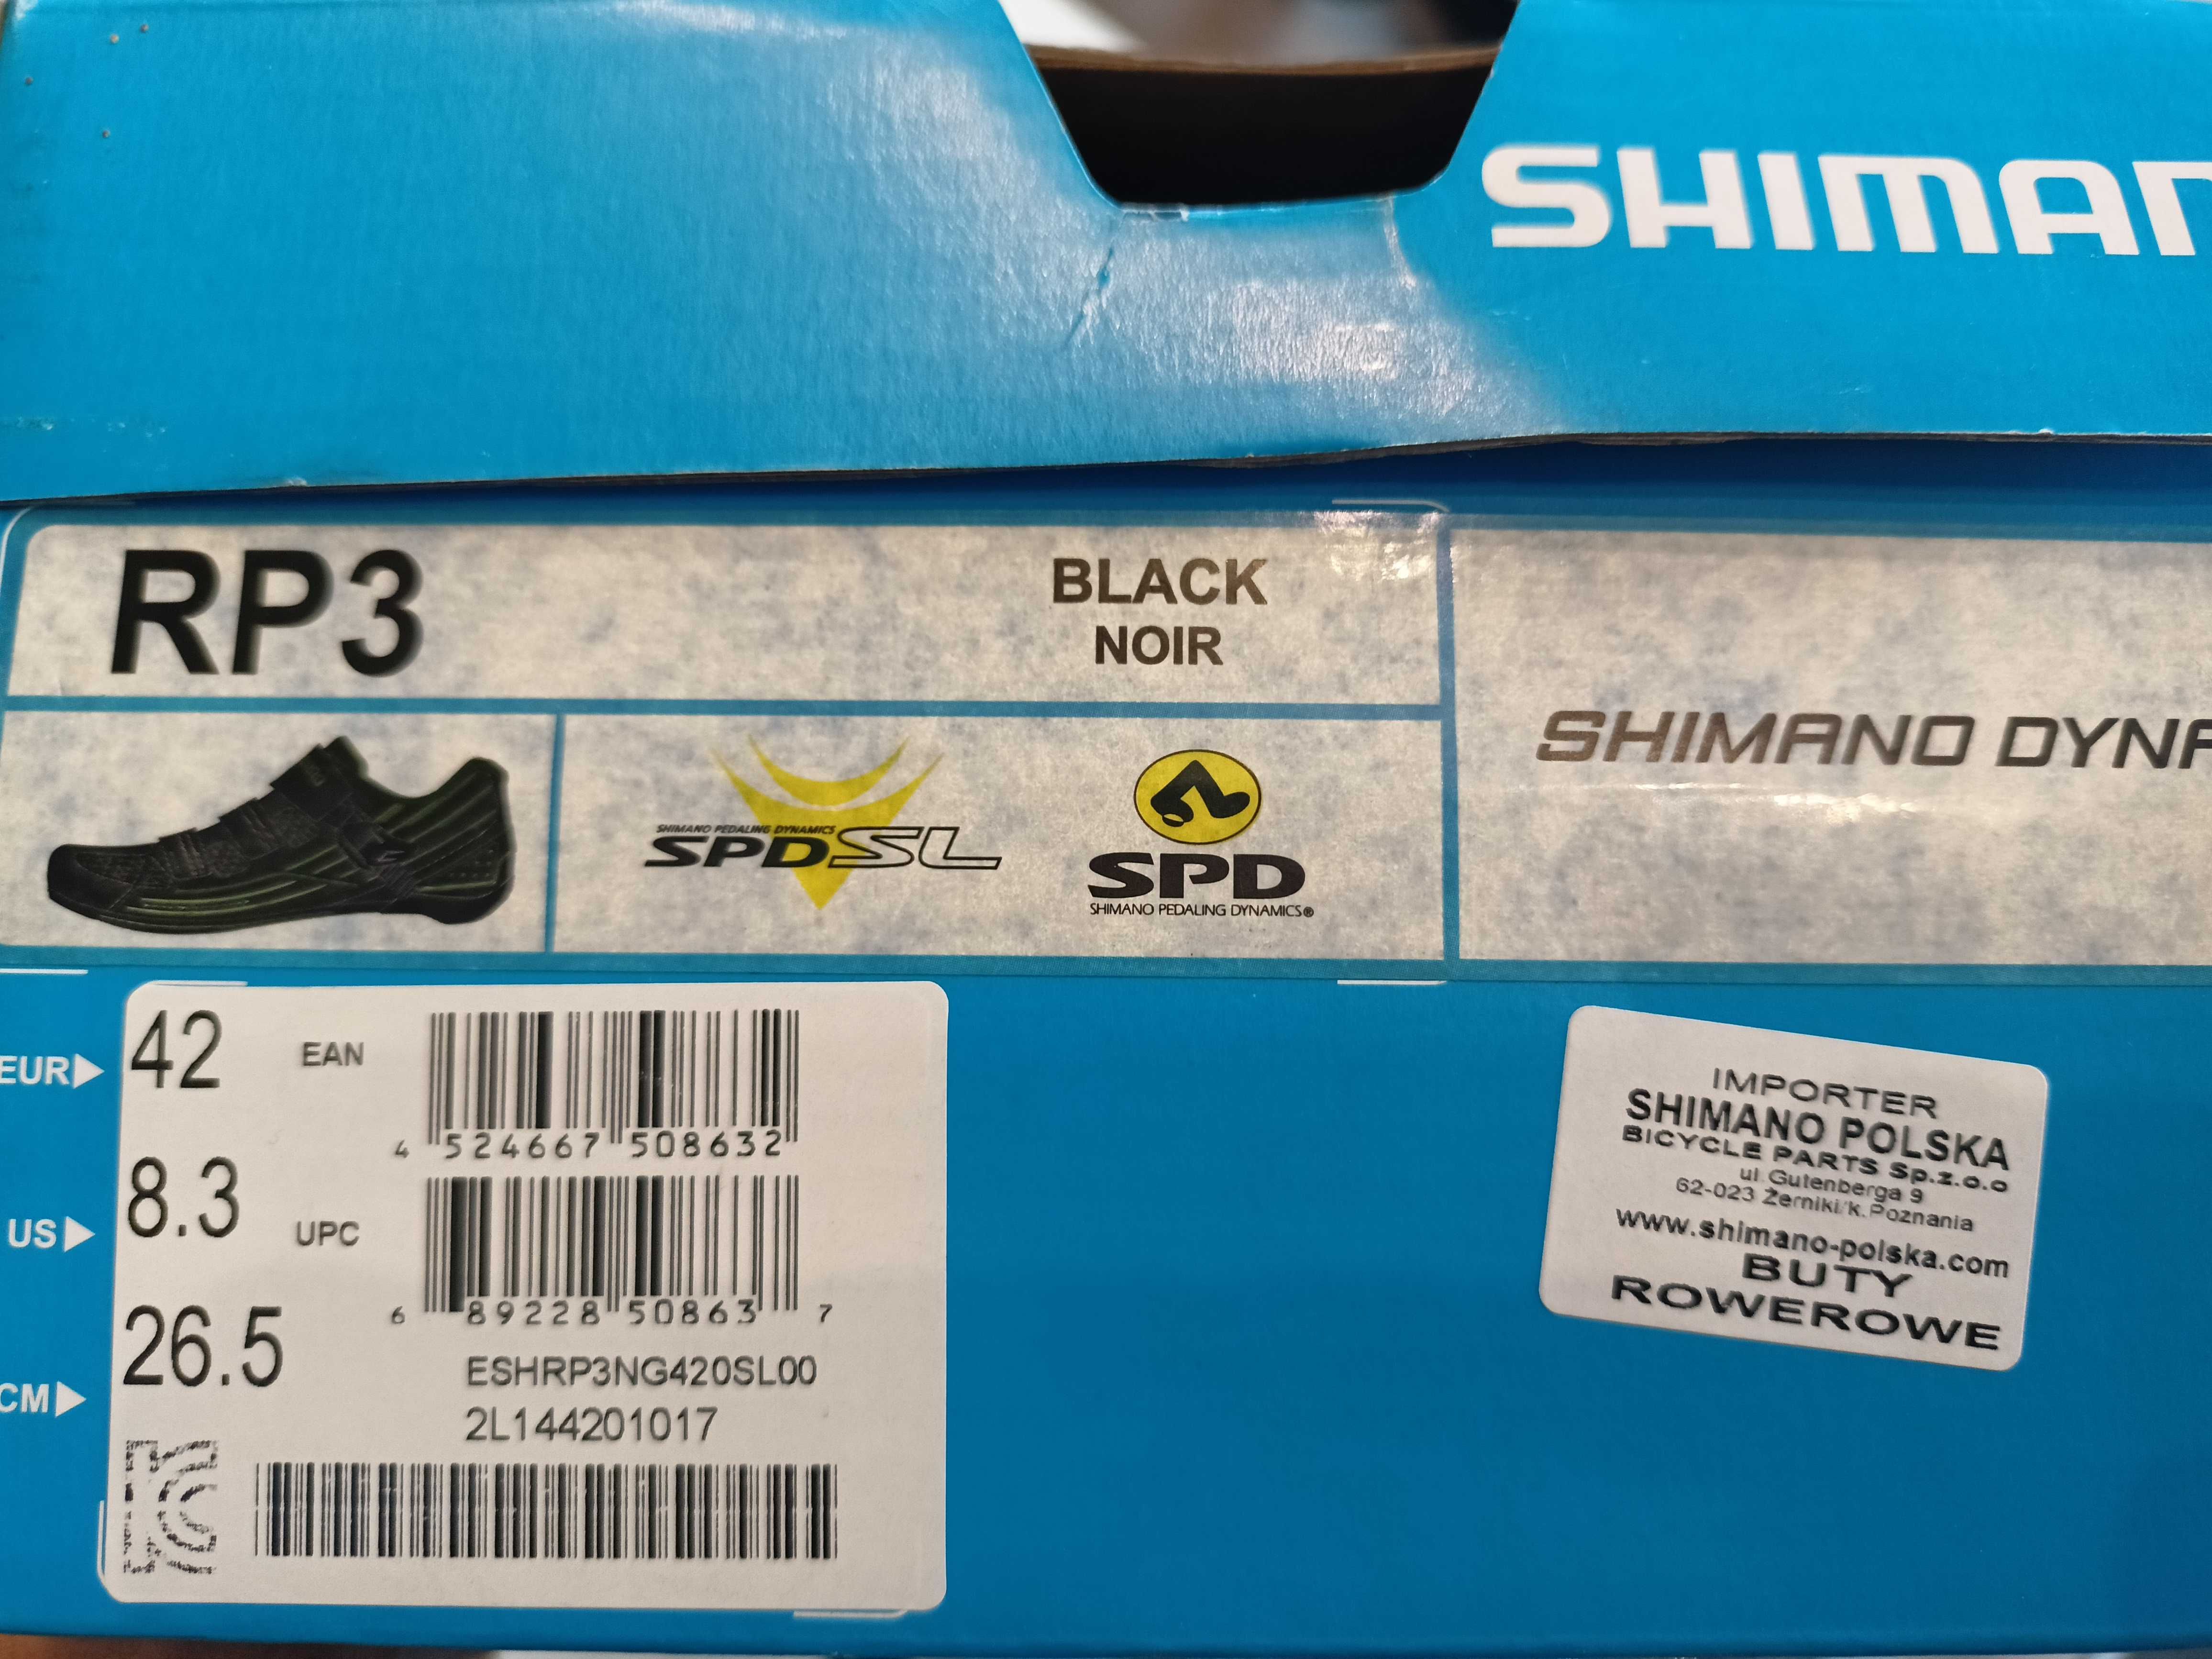 SHIMAN
RP3
BLACK
NOIR
SHIMANO PEDALING DYNAMICS
SPD SL
SPD
SHIMANO PEDALING DYNAMICS®
SHIMANO DYNA
EUR▶ 42
EAN
4 524667 508632
US▶ 8.3
UPC
6 89228 50863 7
CM▶ 26.5
ESHRP3NG420SL00
2L144201017
IMPORTER
SHIMANO POLSKA
BICYCLE PARTS Sp.z.o.o
ul.Gutenberga 9
62-023 Żerniki/k.Poznania
www.shimano-polska.com
BUTY
ROWEROWE